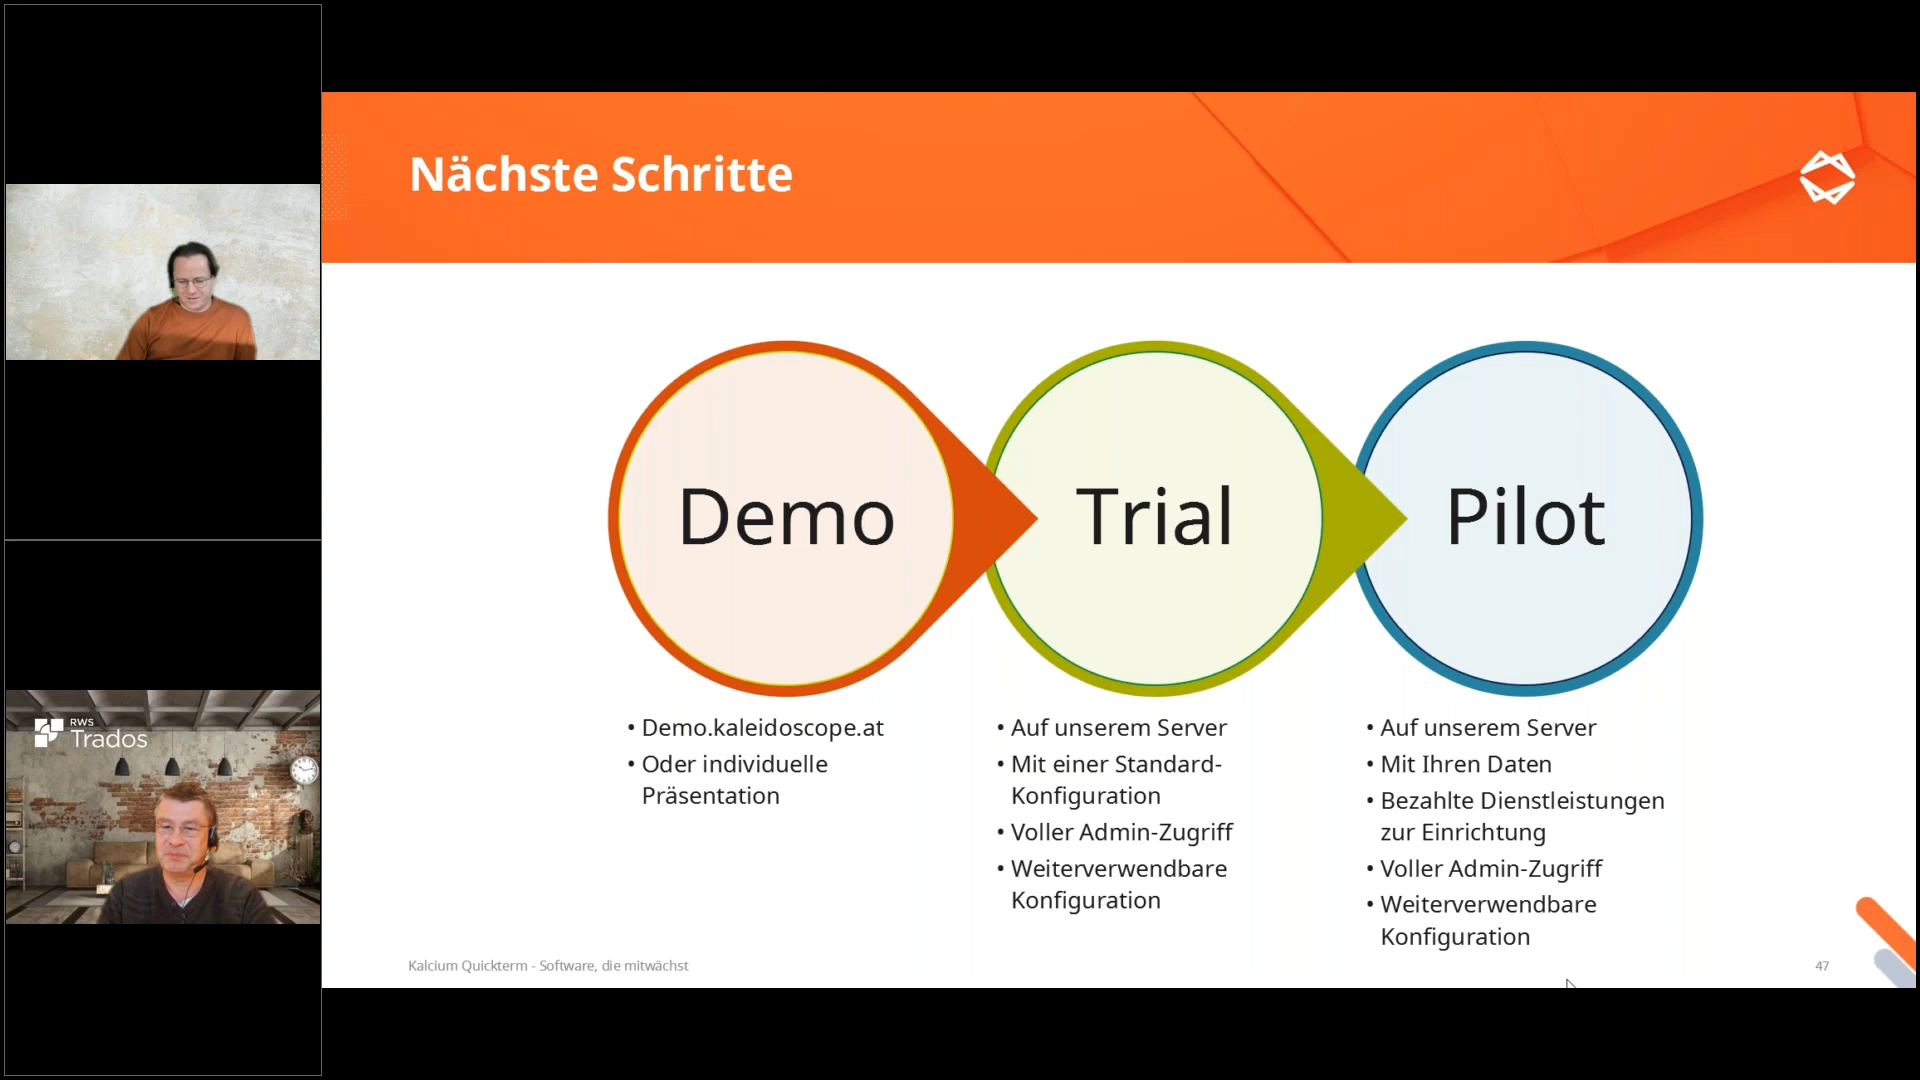 Nächste Schritte
Demo
Trial
Pilot
• Demo.kaleidoscope.at
• Oder individuelle
Präsentation
• Auf unserem Server
• Mit einer Standard-
Konfiguration
• Voller Admin-Zugriff
• Weiterverwendbare
Konfiguration
• Auf unserem Server
• Mit Ihren Daten
• Bezahlte Dienstleistungen
zur Einrichtung
• Voller Admin-Zugriff
• Weiterverwendbare
Konfiguration
Kalcium Quickterm - Software, die mitwächst
47
RWS
Trados